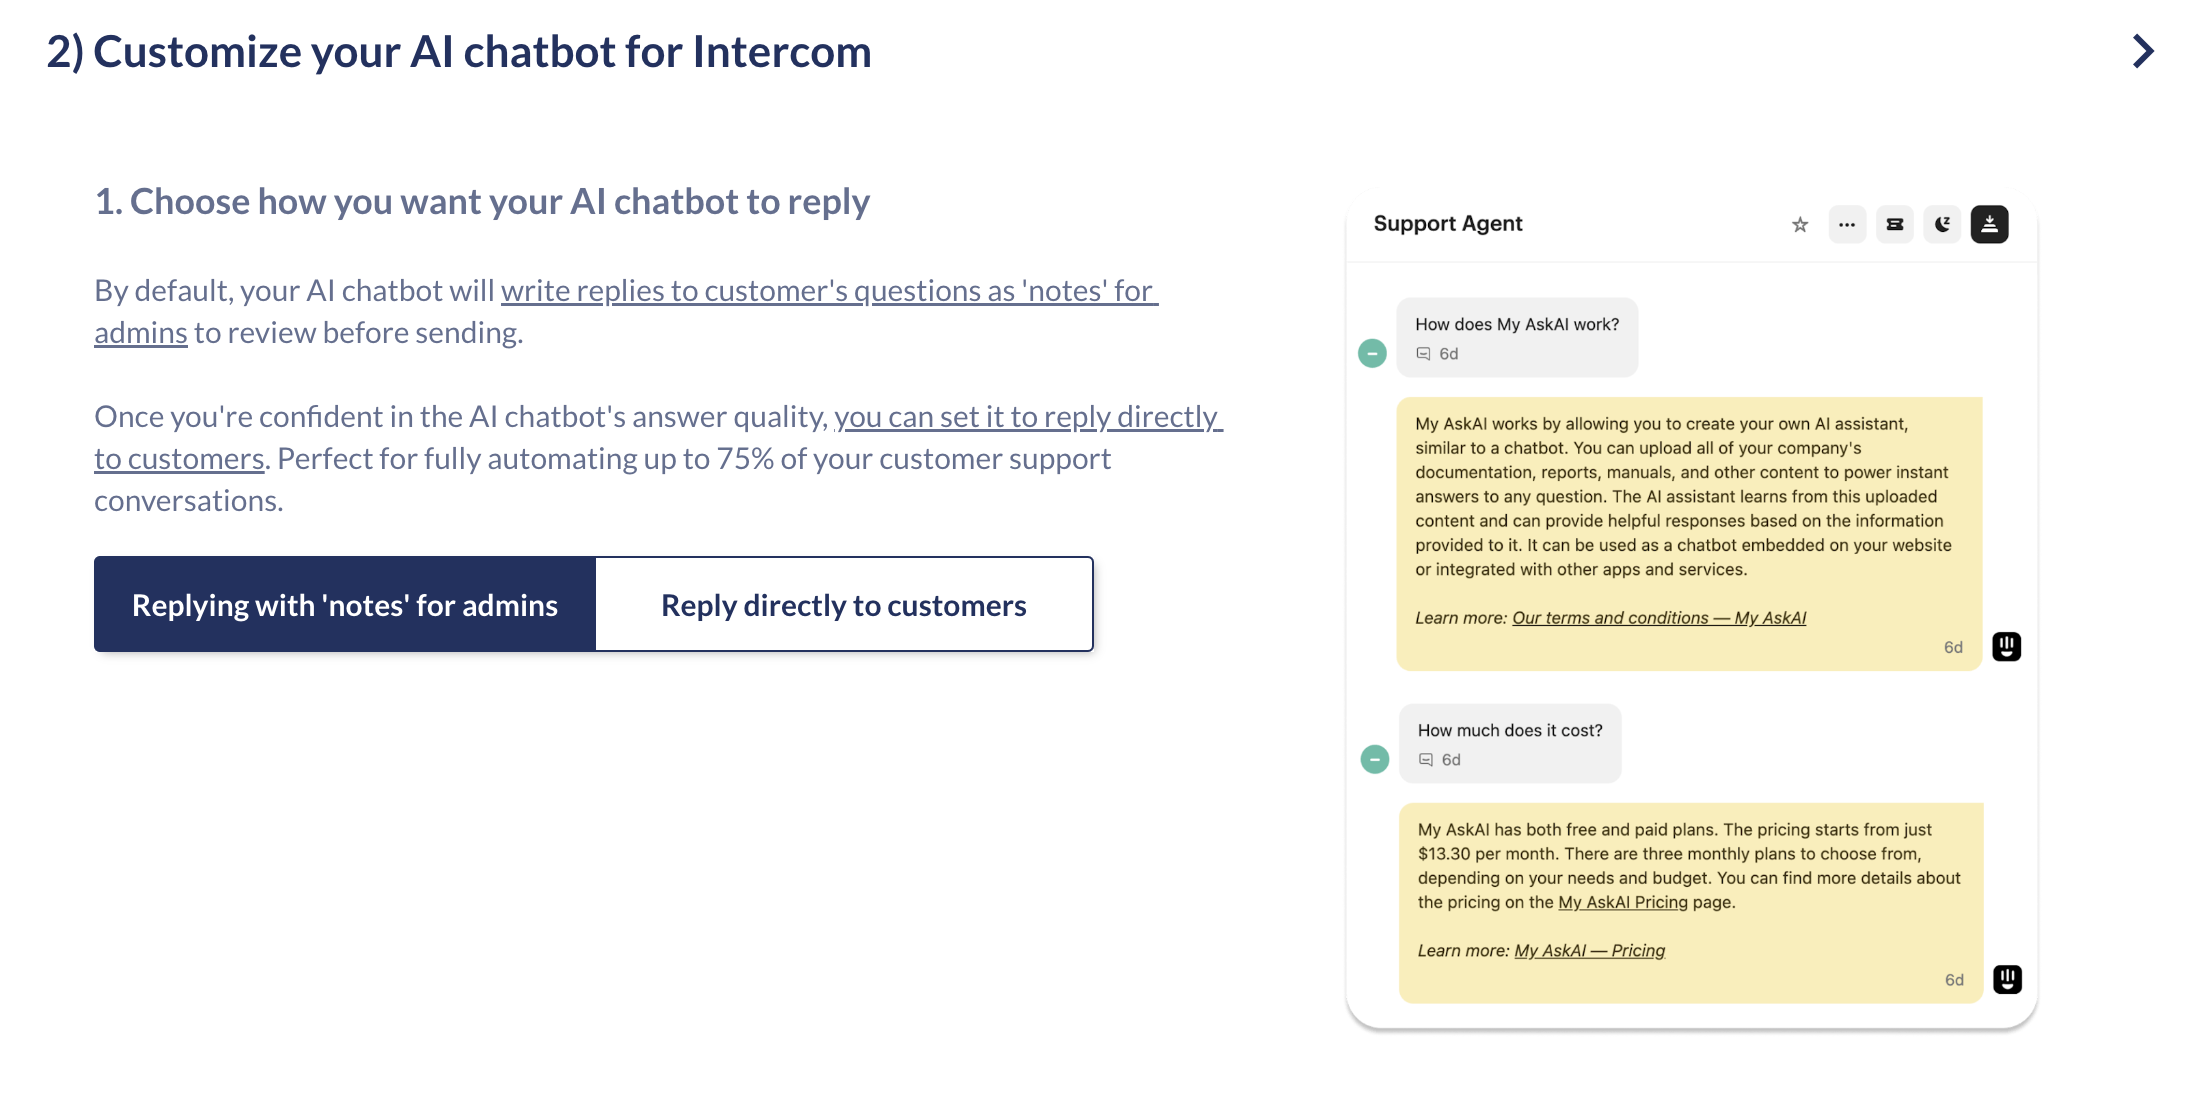 2) Customize your AI chatbot for Intercom
1. Choose how you want your AI chatbot to reply
By default, your AI chatbot will write replies to customer's questions as 'notes' for
admins to review before sending.
Once you're confident in the AI chatbot's answer quality, you can set it to reply directly
to customers. Perfect for fully automating up to 75% of your customer support
conversations.
Replying with 'notes' for admins
Reply directly to customers
Support Agent
How does My AskAI work?
6d
My AskAI works by allowing you to create your own AI assistant,
similar to a chatbot. You can upload all of your company's
documentation, reports, manuals, and other content to power instant
answers to any question. The AI assistant learns from this uploaded
content and can provide helpful responses based on the information
provided to it. It can be used as a chatbot embedded on your website
or integrated with other apps and services.
Learn more: Our terms and conditions — My AskAI
6d
How much does it cost?
6d
My AskAI has both free and paid plans. The pricing starts from just
$13.30 per month. There are three monthly plans to choose from,
depending on your needs and budget. You can find more details about
the pricing on the My AskAI Pricing page.
Learn more: My AskAI — Pricing
6d